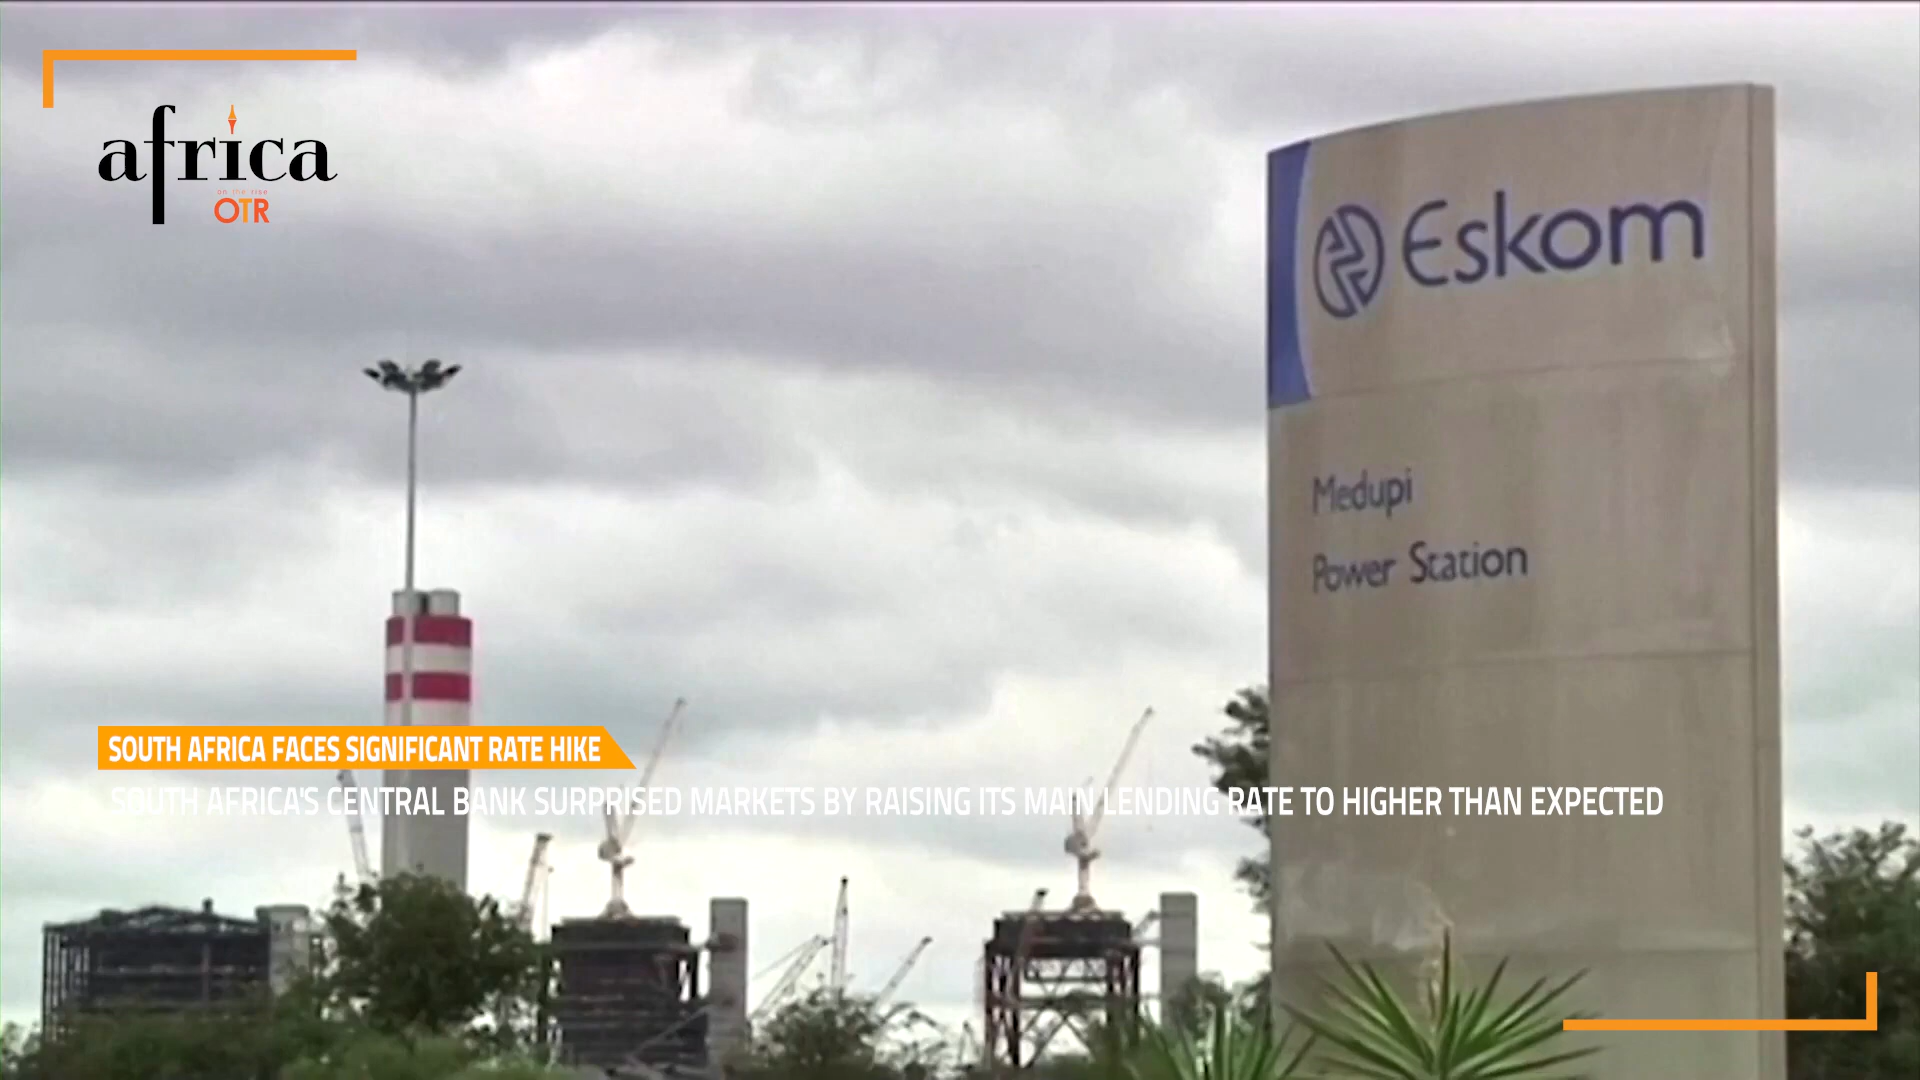 africa
on the rise
OTR
Eskom
Medupi
Power Station
SOUTH AFRICA FACES SIGNIFICANT RATE HIKE
SOUTH AFRICA'S CENTRAL BANK SURPRISED MARKETS BY RAISING ITS MAIN LENDING RATE TO HIGHER THAN EXPECTED